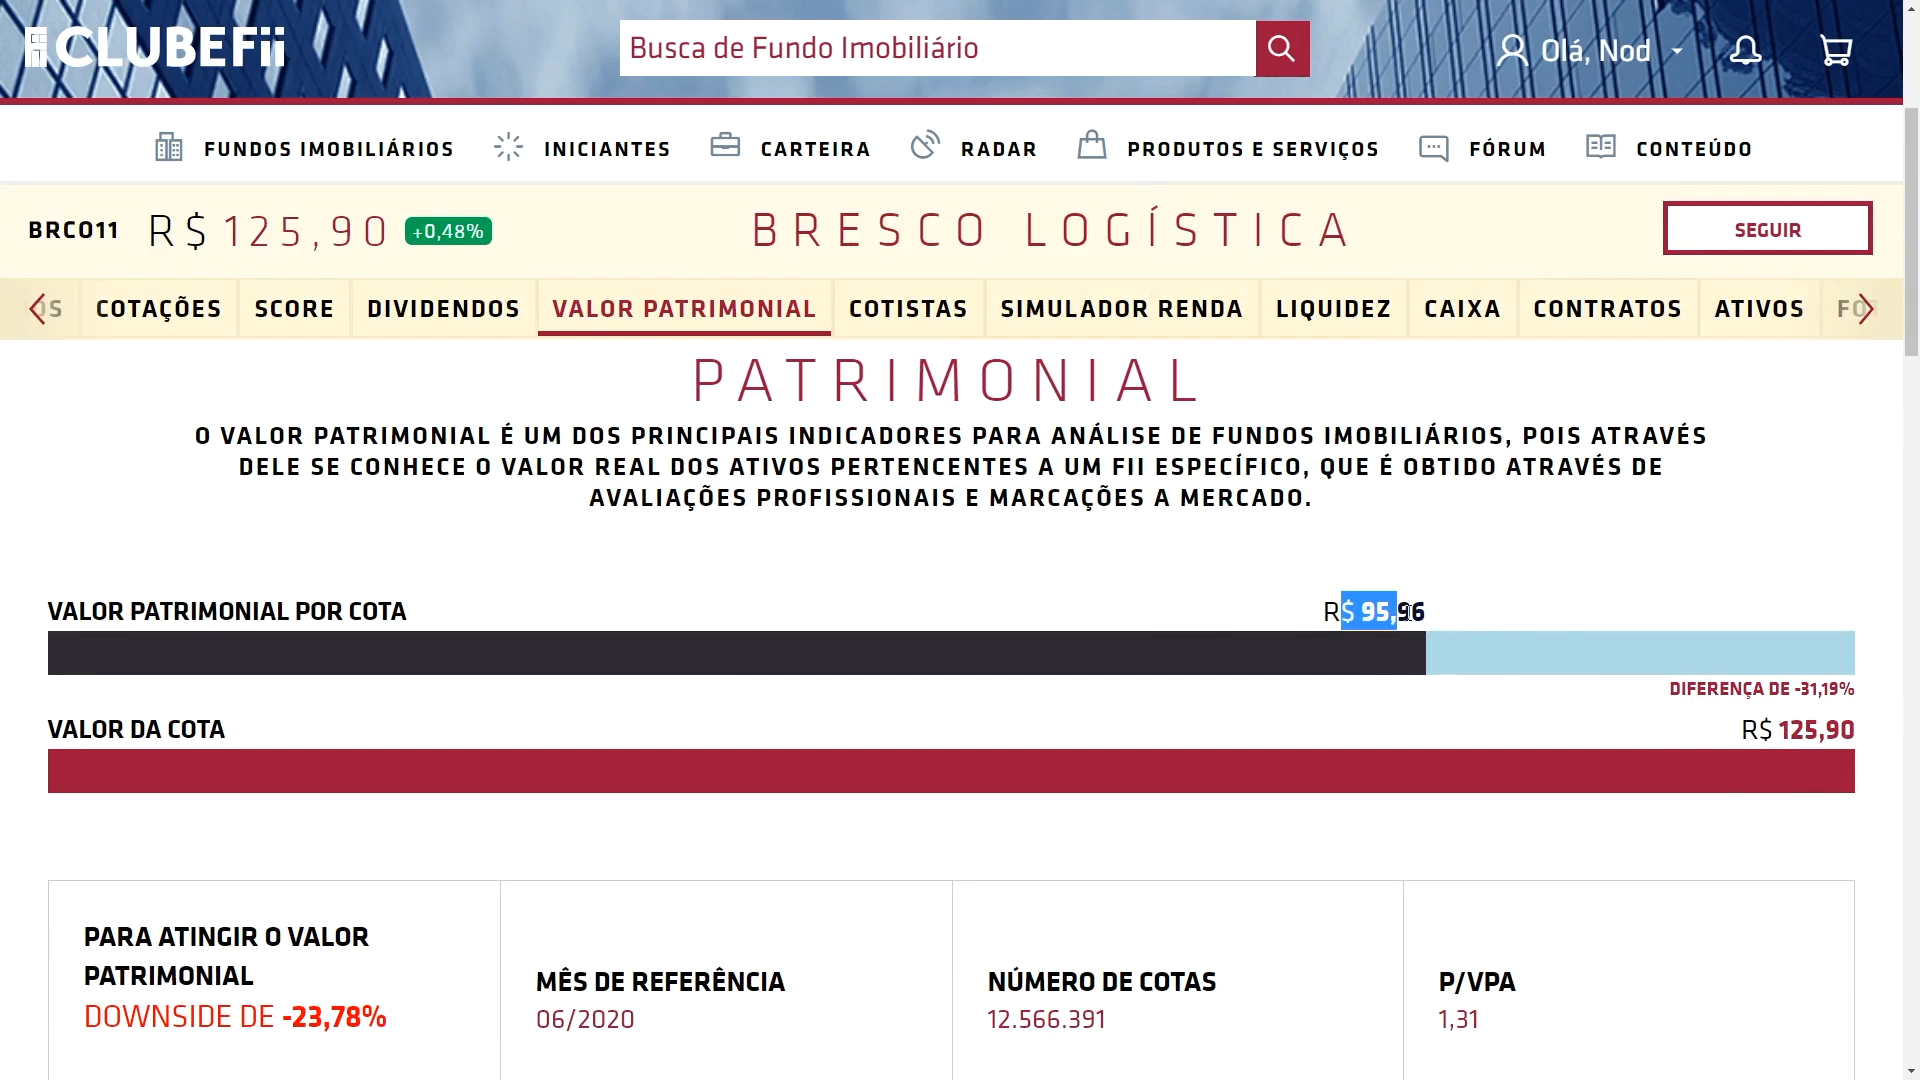 CLUBEFii
Busca de Fundo Imobiliário
Olá, Nod
FUNDOS IMOBILIÁRIOS
INICIANTES
CARTEIRA
RADAR
PRODUTOS E SERVIÇOS
FÓRUM
CONTEÚDO
BRCO11 R$ 125,90 +0,48%
BRESCO LOGÍSTICA
SEGUIR
COTAÇÕES
SCORE
DIVIDENDOS
VALOR PATRIMONIAL
COTISTAS
SIMULADOR RENDA
LIQUIDEZ
CAIXA
CONTRATOS
ATIVOS
PATRIMONIAL
O VALOR PATRIMONIAL É UM DOS PRINCIPAIS INDICADORES PARA ANÁLISE DE FUNDOS IMOBILIÁRIOS, POIS ATRAVÉS
DELE SE CONHECE O VALOR REAL DOS ATIVOS PERTENCENTES A UM FII ESPECÍFICO, QUE É OBTIDO ATRAVÉS DE
AVALIAÇÕES PROFISSIONAIS E MARCAÇÕES A MERCADO.
VALOR PATRIMONIAL POR COTA
R$ 95,96
DIFERENÇA DE -31,19%
VALOR DA COTA
R$ 125,90
PARA ATINGIR O VALOR
PATRIMONIAL
DOWNSIDE DE -23,78%
MÊS DE REFERÊNCIA
06/2020
NÚMERO DE COTAS
12.566.391
P/VPA
1,31